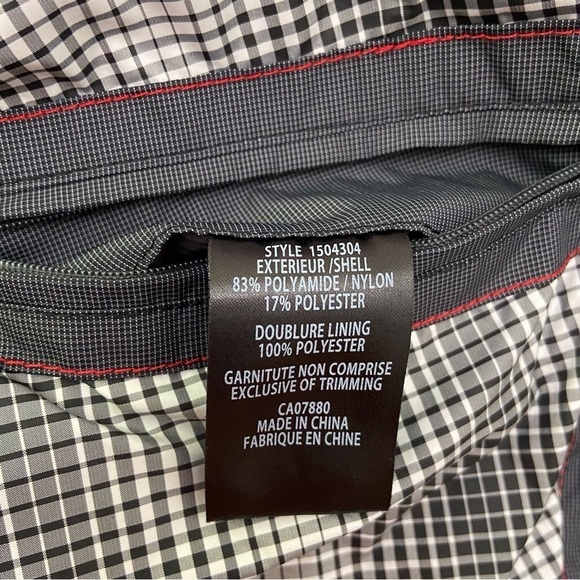 STYLE 1504304
EXTERIEUR /SHELL
83% POLYAMIDE / NYLON
17% POLYESTER
DOUBLURE LINING
100% POLYESTER
GARNITUTE NON COMPRISE
EXCLUSIVE OF TRIMMING
CA07880
MADE IN CHINA
FABRIQUE EN CHINE